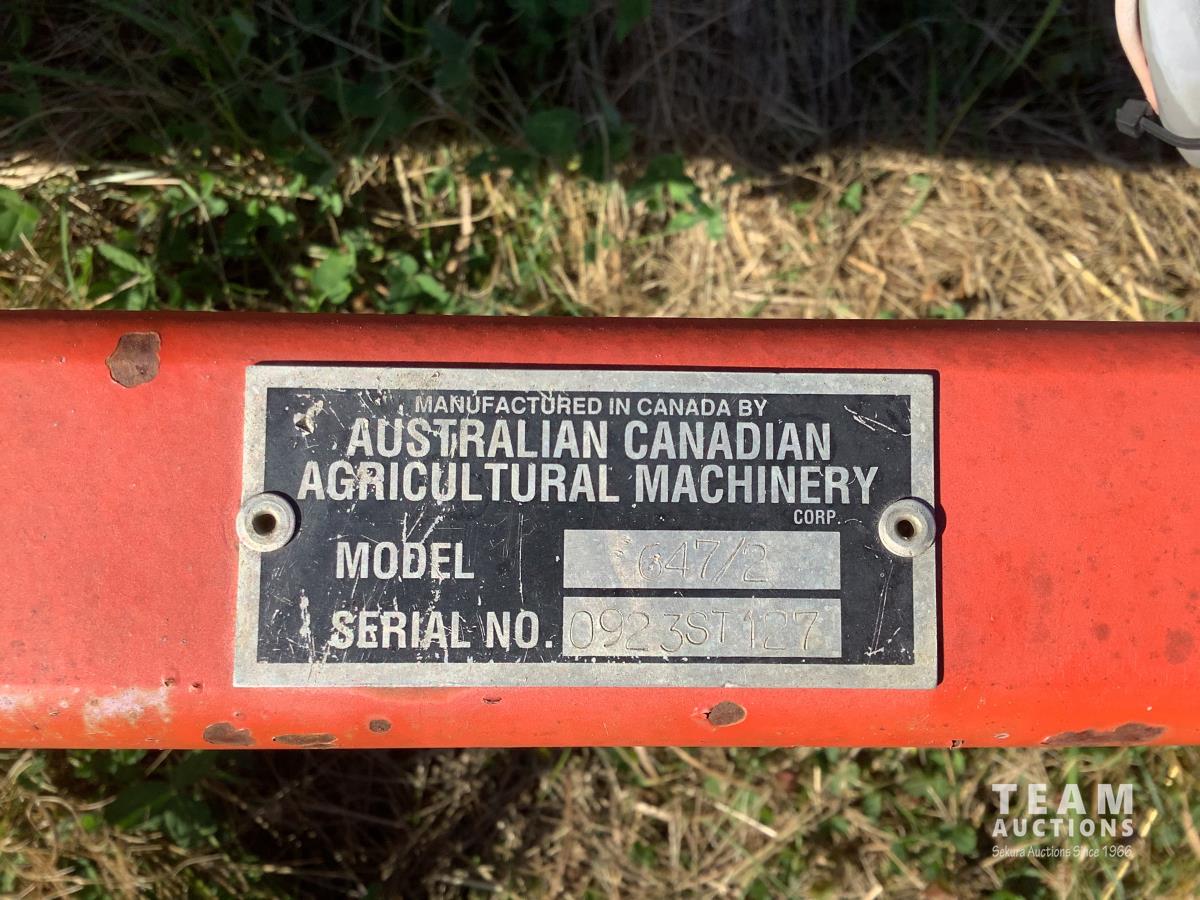 MANUFACTURED IN CANADA BY
AUSTRALIAN CANADIAN
AGRICULTURAL MACHINERY
CORP.
MODEL 647/2
SERIAL NO. 0923ST127
TEAM
AUCTIONS
Sekura Auctions Since 1966